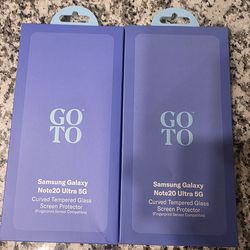 GO
TO
Samsung Galaxy
Note20 Ultra 5G
Curved Tempered Glass
Screen Protector
(Fingerprint Sensor Compatible)
GO
TO
Samsung Galaxy
Note20 Ultra 5G
Curved Tempered Glass
Screen Protector
(Fingerprint Sensor Compatible)